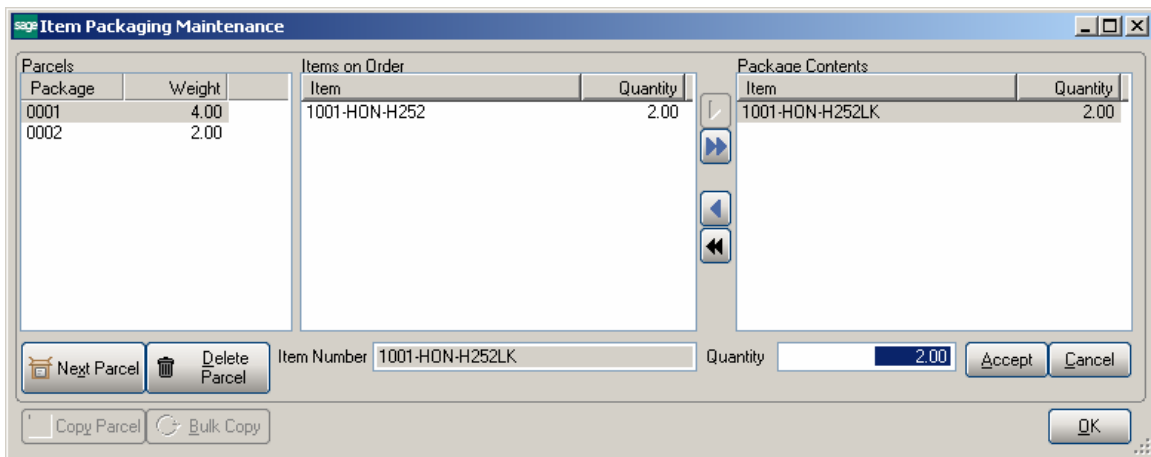 sage Item Packaging Maintenance
Parcels Items on Order Package Contents
Package Weight Item Quantity Item Quantity
0001 4.00 1001-HON-H252 2.00 1001-HON-H252LK 2.00
0002 2.00
Next Parcel Delete Parcel Item Number 1001-HON-H252LK Quantity 2.00 Accept Cancel
Copy Parcel Bulk Copy OK